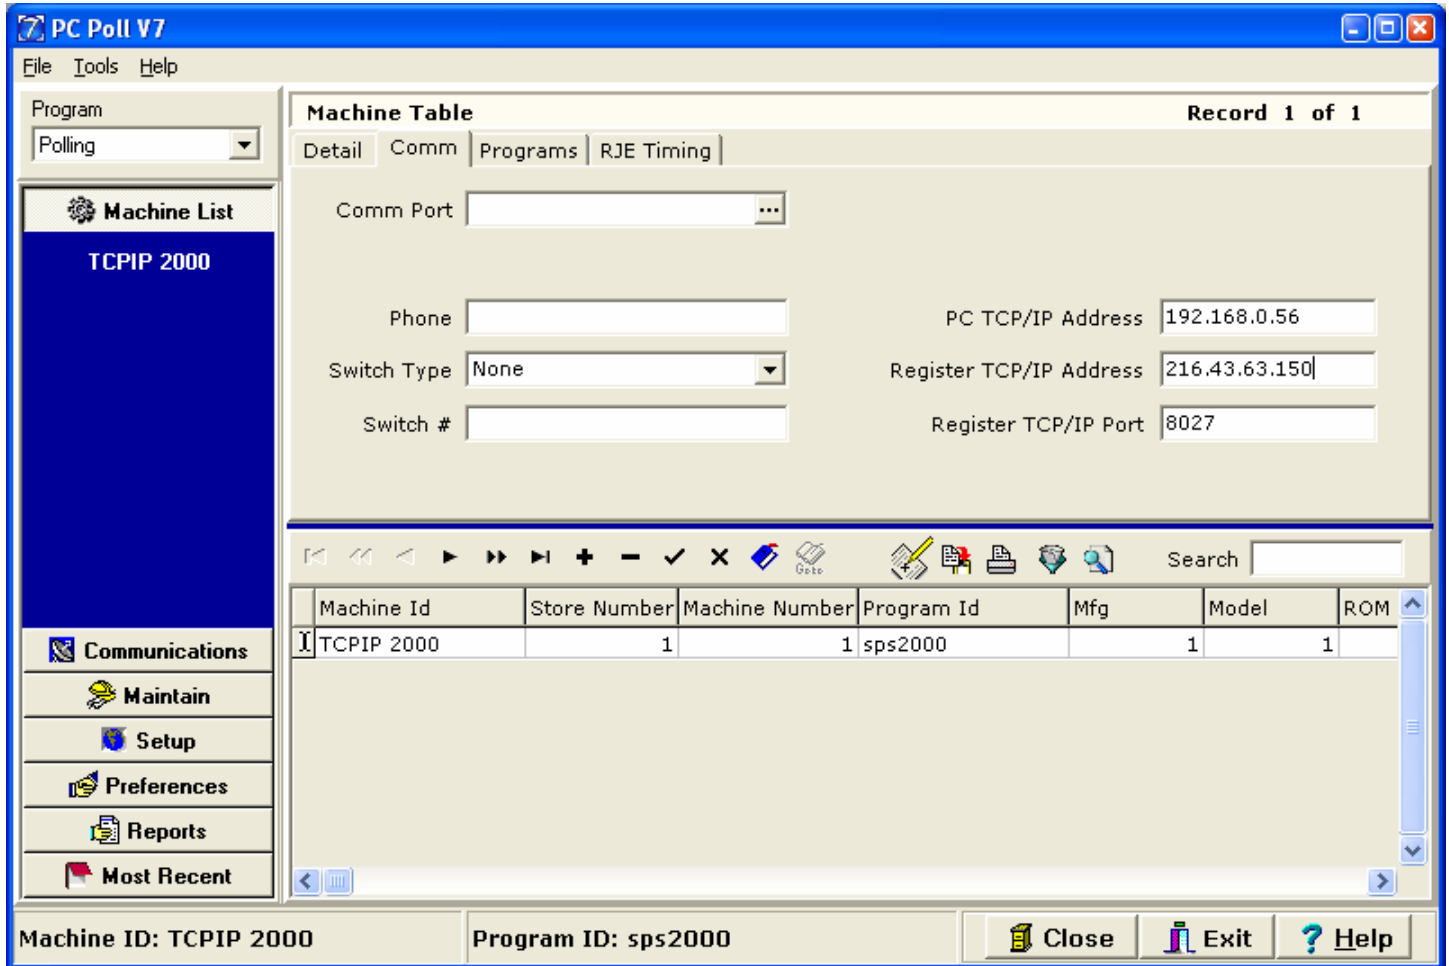 PC Poll V7
File Tools Help
Program
Polling
Machine List
TCPIP 2000
Communications
Maintain
Setup
Preferences
Reports
Most Recent
Machine Table Record 1 of 1
Detail Comm Programs RJE Timing
Comm Port ...
Phone PC TCP/IP Address 192.168.0.56
Switch Type None Register TCP/IP Address 216.43.63.150
Switch # Register TCP/IP Port 8027
Goto Search
Machine Id Store Number Machine Number Program Id Mfg Model ROM
TCPIP 2000 1 1 sps2000 1 1
Machine ID: TCPIP 2000 Program ID: sps2000 Close Exit Help